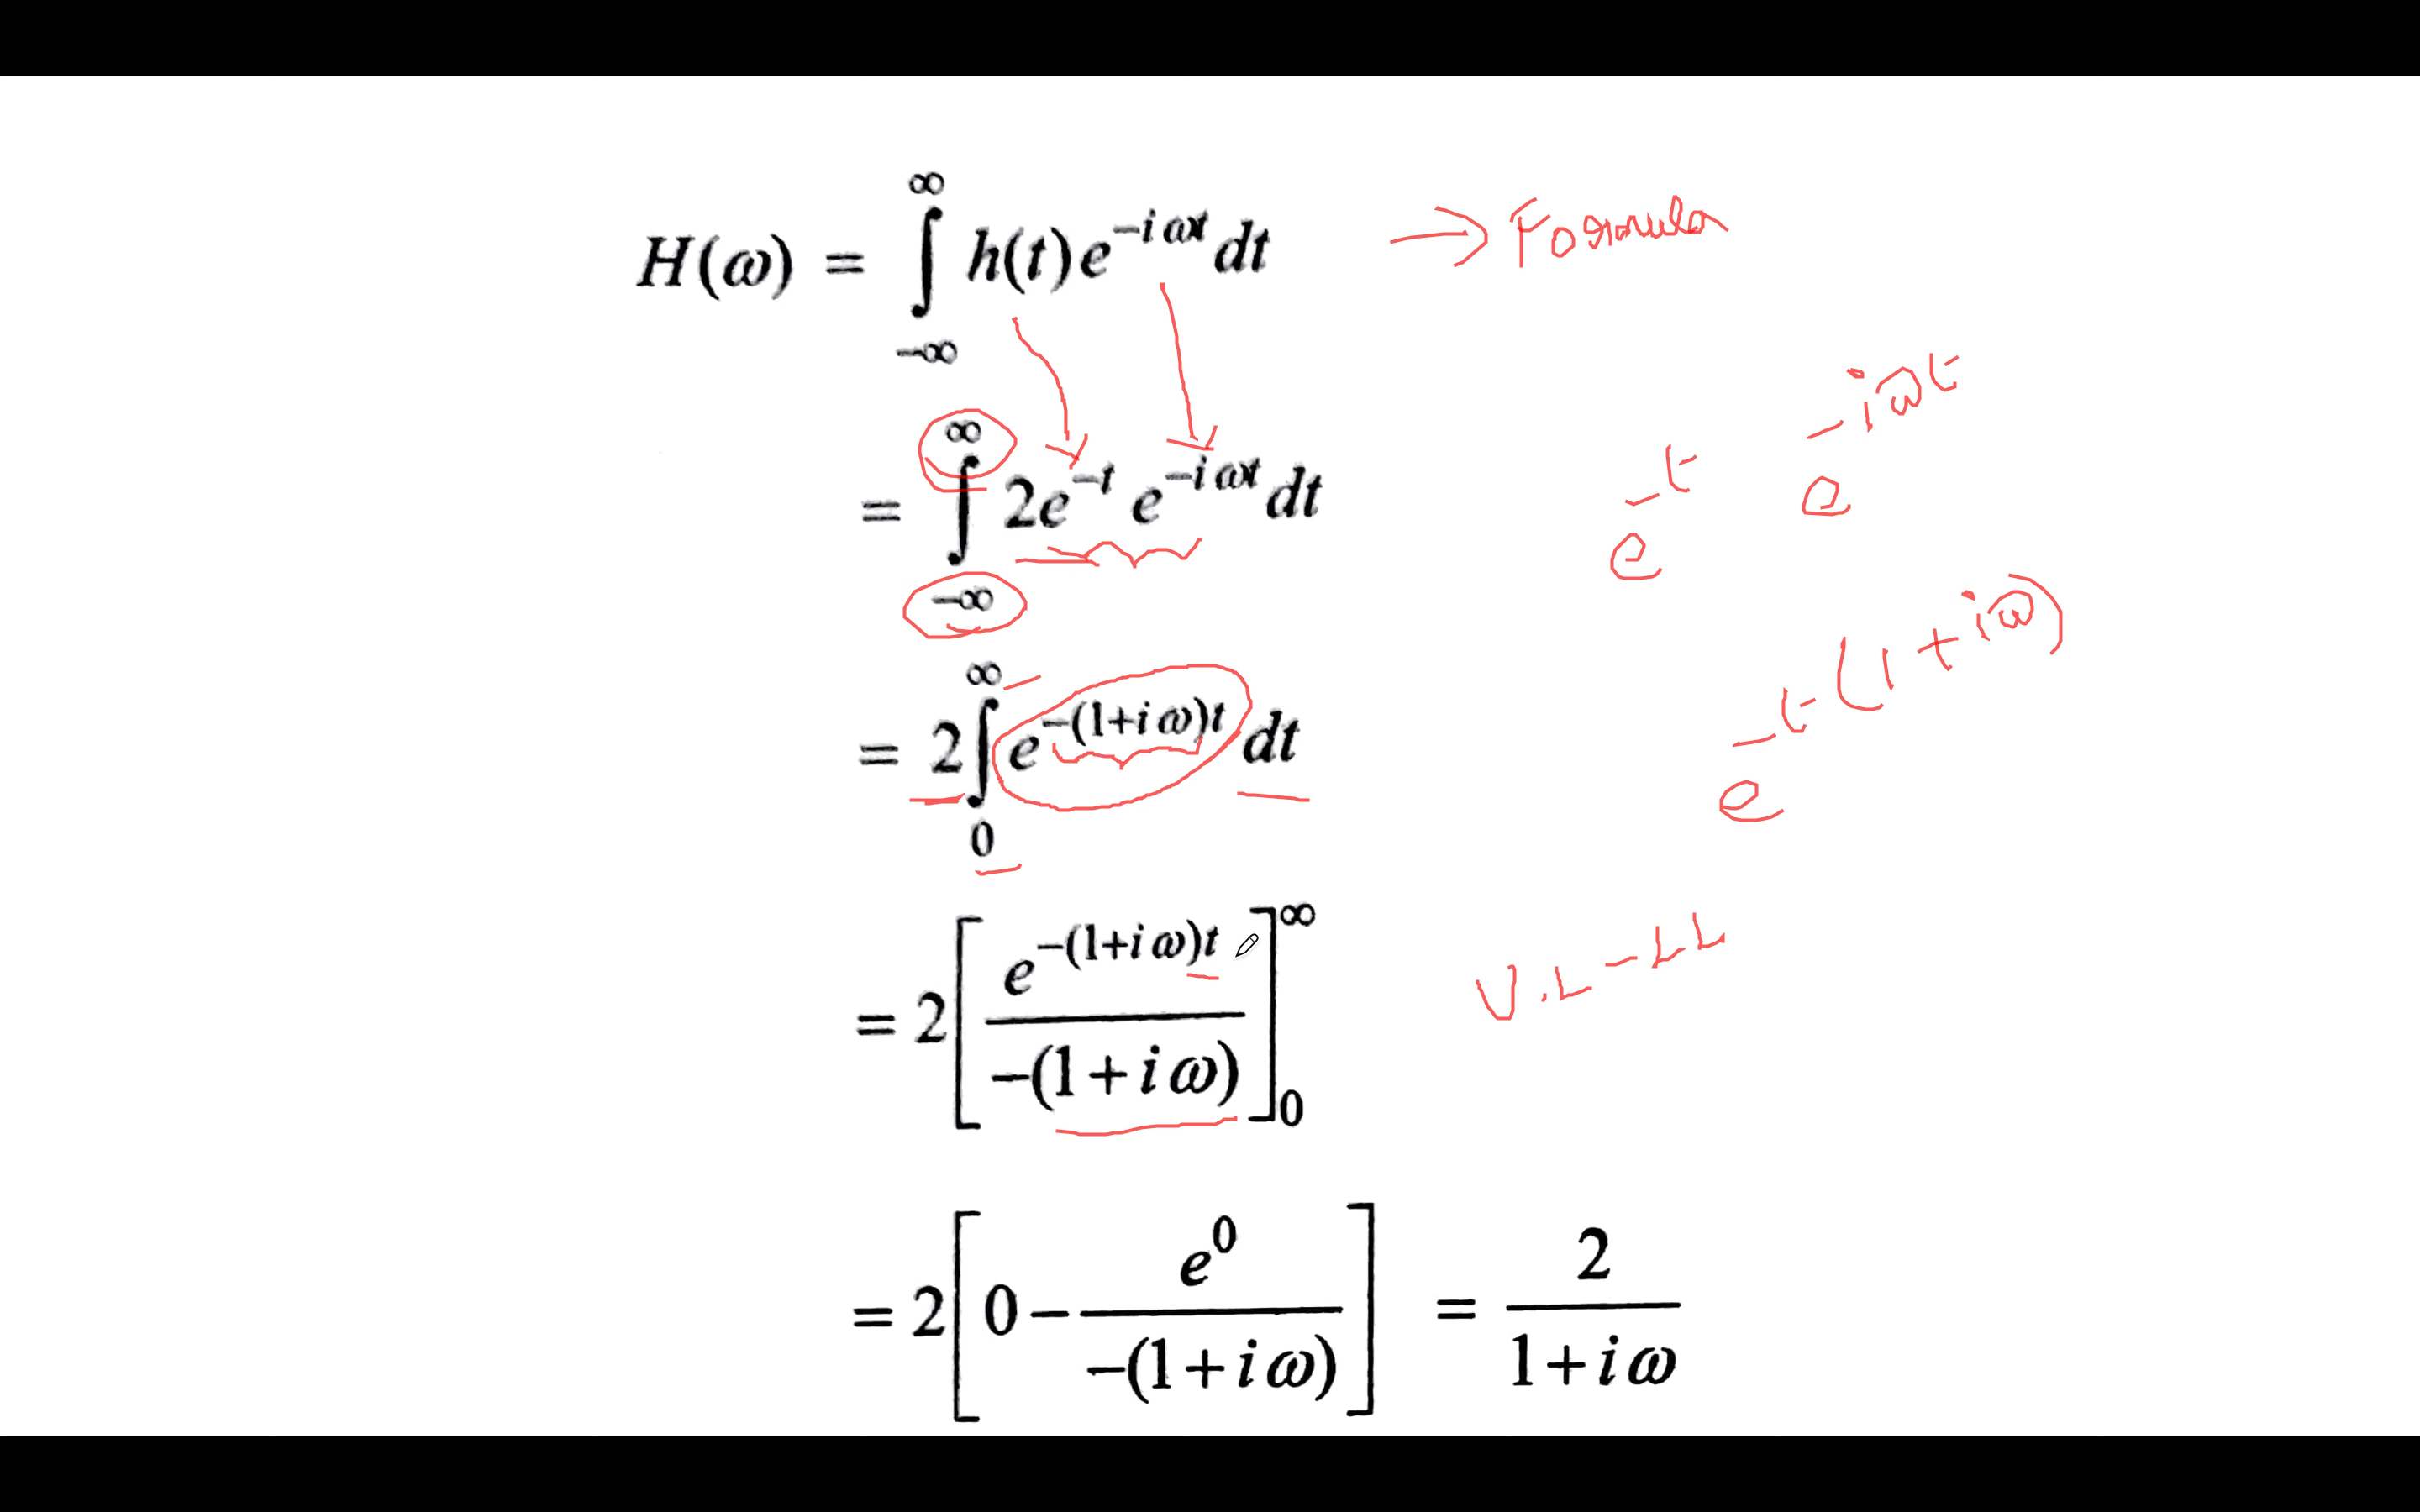 H(ω) = ∫_{-∞}^{∞} h(t) e^{-iωt} dt → Formula
= ∫_{-∞}^{∞} 2e^{-t} e^{-iωt} dt
e^{-t} e^{-iωt}
= 2 ∫_{0}^{∞} e^{-(1+iω)t} dt
e^{-t(1+iω)}
= 2 [ e^{-(1+iω)t} / -(1+iω) ]_{0}^{∞}
U.L - LL
= 2 [ 0 - e^{0} / -(1+iω) ] = 2 / 1+iω